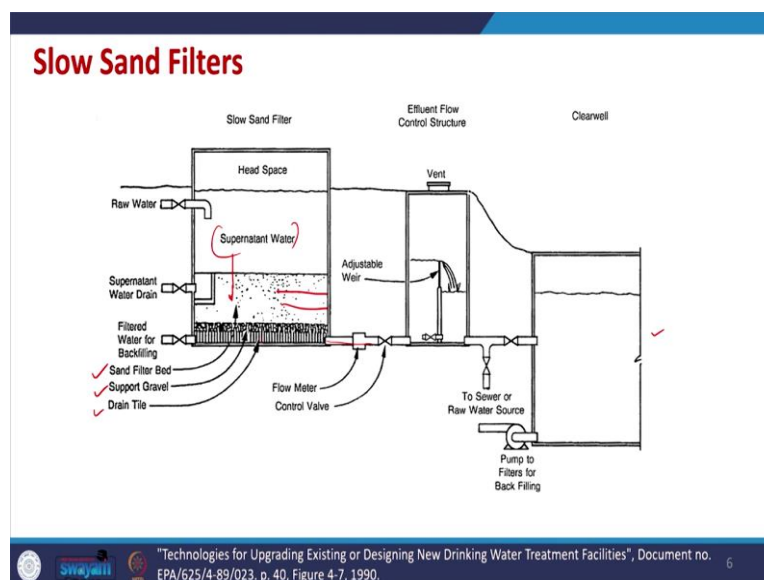 Slow Sand Filters
Slow Sand Filter
Effluent Flow
Control Structure
Clearwell
Head Space
Vent
Raw Water
Supernatant Water
Adjustable
Weir
Supernatant
Water Drain
Filtered
Water for
Backfilling
Sand Filter Bed
Support Gravel
Drain Tile
Flow Meter
Control Valve
To Sewer or
Raw Water Source
Pump to
Filters for
Back Filling
swayam
"Technologies for Upgrading Existing or Designing New Drinking Water Treatment Facilities", Document no.
EPA/625/4-89/023, p. 40, Figure 4-7, 1990.
6